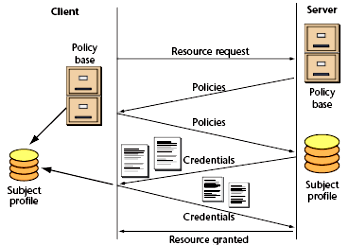 Client
Server
Policy
base
Resource request
Policies
Policy
base
Policies
Credentials
Subject
profile
Subject
profile
Credentials
Resource granted